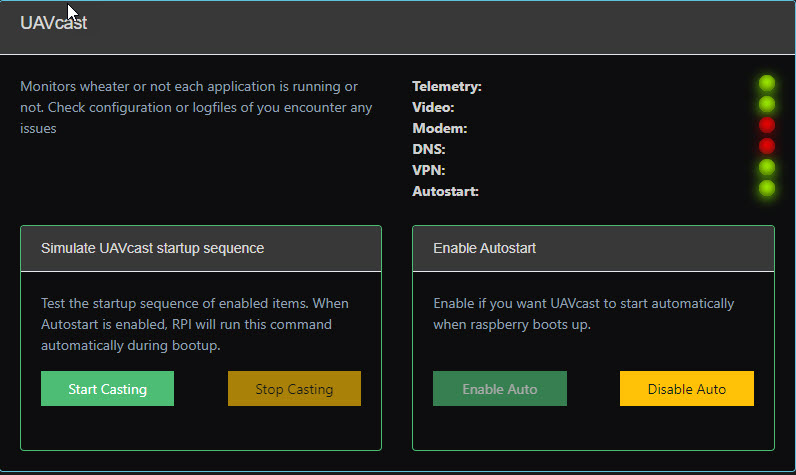 UAVcast
Monitors wheater or not each application is running or
not. Check configuration or logfiles of you encounter any
issues
Telemetry:
Video:
Modem:
DNS:
VPN:
Autostart:
Simulate UAVcast startup sequence
Test the startup sequence of enabled items. When
Autostart is enabled, RPI will run this command
automatically during bootup.
Start Casting
Stop Casting
Enable Autostart
Enable if you want UAVcast to start automatically
when raspberry boots up.
Enable Auto
Disable Auto